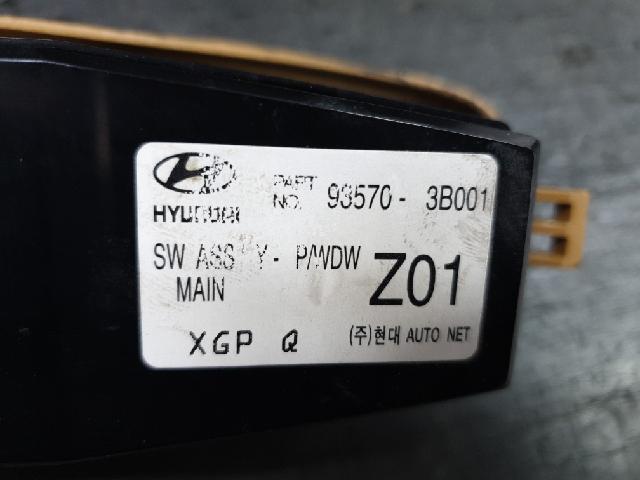 HYUNDAI
PART NO. 93570 - 3B001
SW ASS Y - P/WDW
MAIN
Z01
XGP Q
(주)현대 AUTO NET